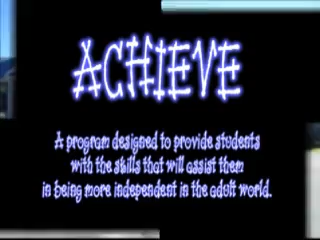 ACHIEVE
A program designed to provide students
with the skills that will assist them
in being more independent in the adult world.